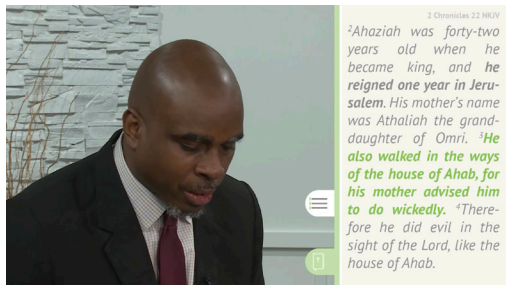 2 Chronicles 22 NKJV
2Ahaziah was forty-two
years old when he
became king, and he
reigned one year in Jeru-
salem. His mother's name
was Athaliah the grand-
daughter of Omri. 3He
also walked in the ways
of the house of Ahab, for
his mother advised him
to do wickedly. 4There-
fore he did evil in the
sight of the Lord, like the
house of Ahab.